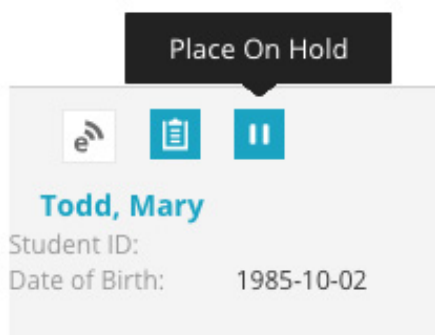 Place On Hold
e
Todd, Mary
Student ID:
Date of Birth: 1985-10-02